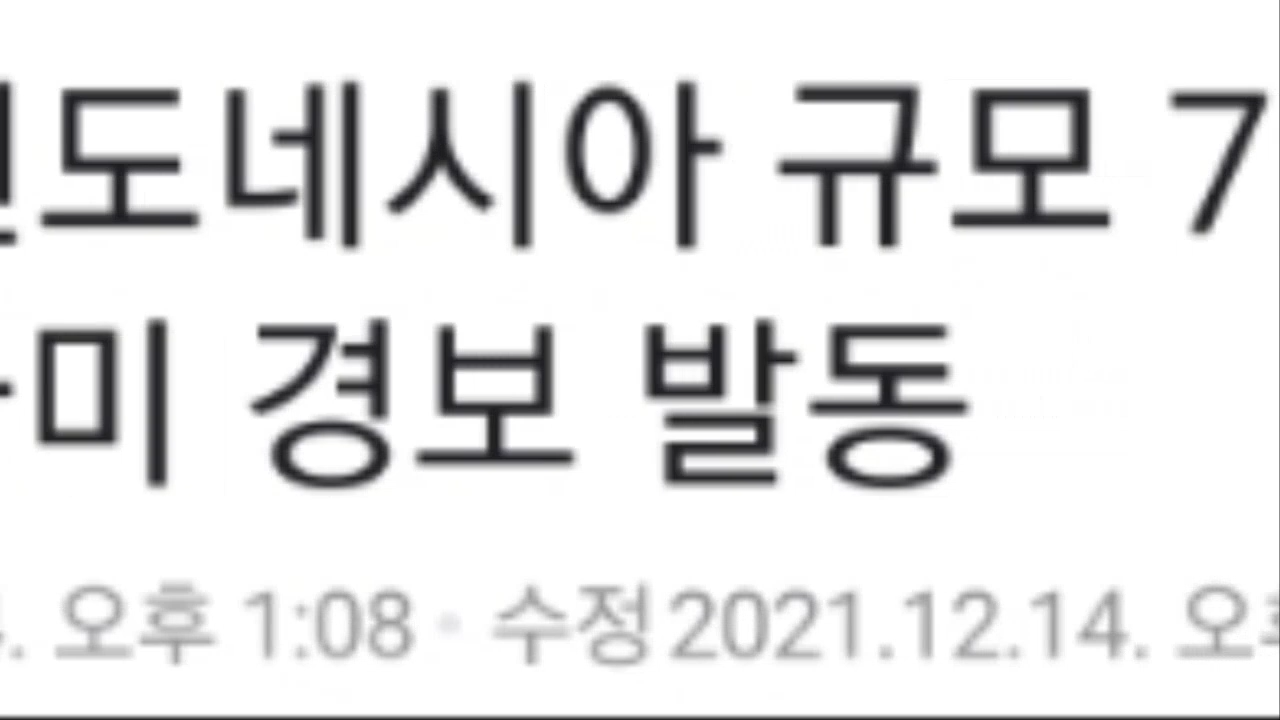 도네시아 규모 7
미 경보 발동
. 오후 1:08 · 수정 2021.12.14. 오